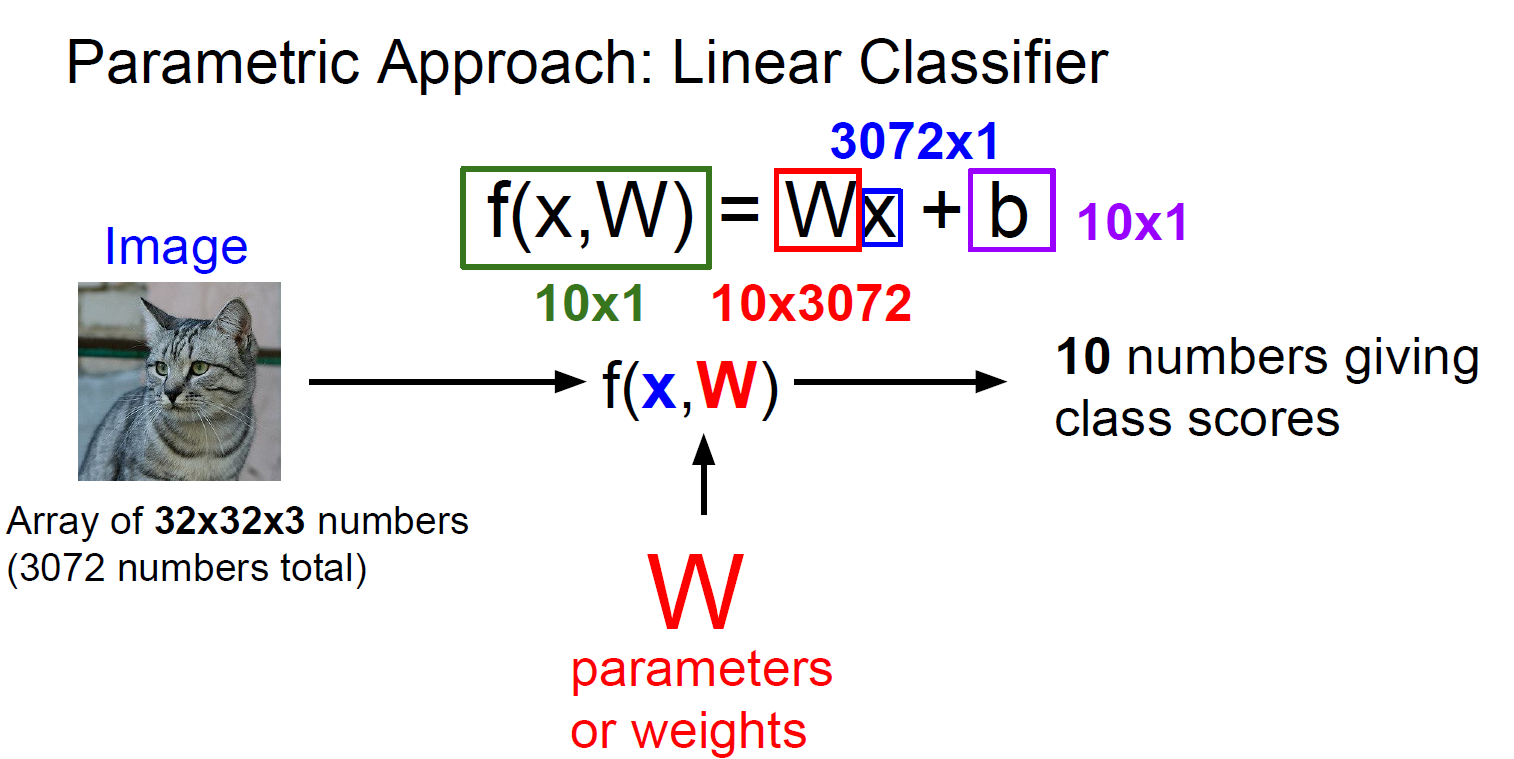 Parametric Approach: Linear Classifier
3072x1
f(x,W) = Wx + b
10x1
Image
10x1
10x3072
f(x,W)
10 numbers giving
class scores
Array of 32x32x3 numbers
(3072 numbers total)
W
parameters
or weights